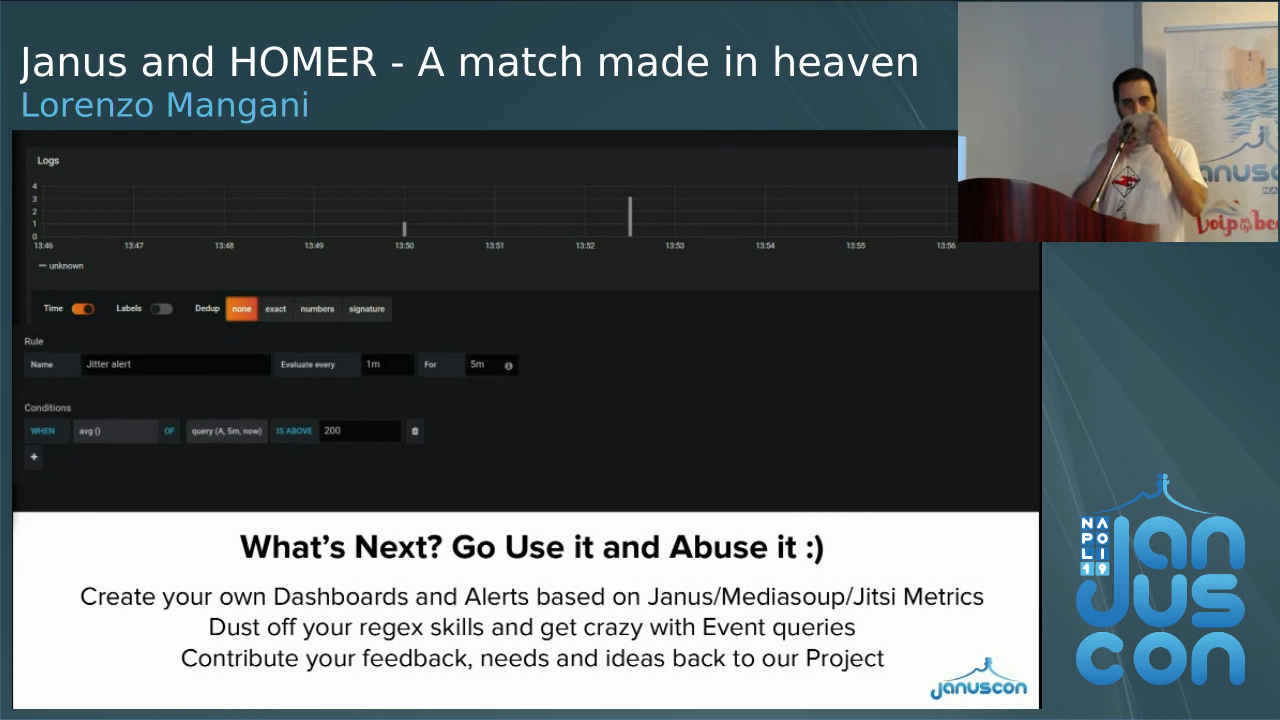 Janus and HOMER - A match made in heaven
Lorenzo Mangani
Logs
4
3
2
1
0
13:46 13:47 13:48 13:49 13:50 13:51 13:52 13:53 13:54 13:55 13:56
unknown
Time Labels Dedup none exact numbers signature
Rule
Name Jitter alert Evaluate every 1m For 5m
Conditions
WHEN avg () OF query (A, 5m, now) IS ABOVE 200
+
What's Next? Go Use it and Abuse it :)
Create your own Dashboards and Alerts based on Janus/Mediasoup/Jitsi Metrics
Dust off your regex skills and get crazy with Event queries
Contribute your feedback, needs and ideas back to our Project
januscon
NAPOLI 19
Janus
con
anusc
NA
Voip2be